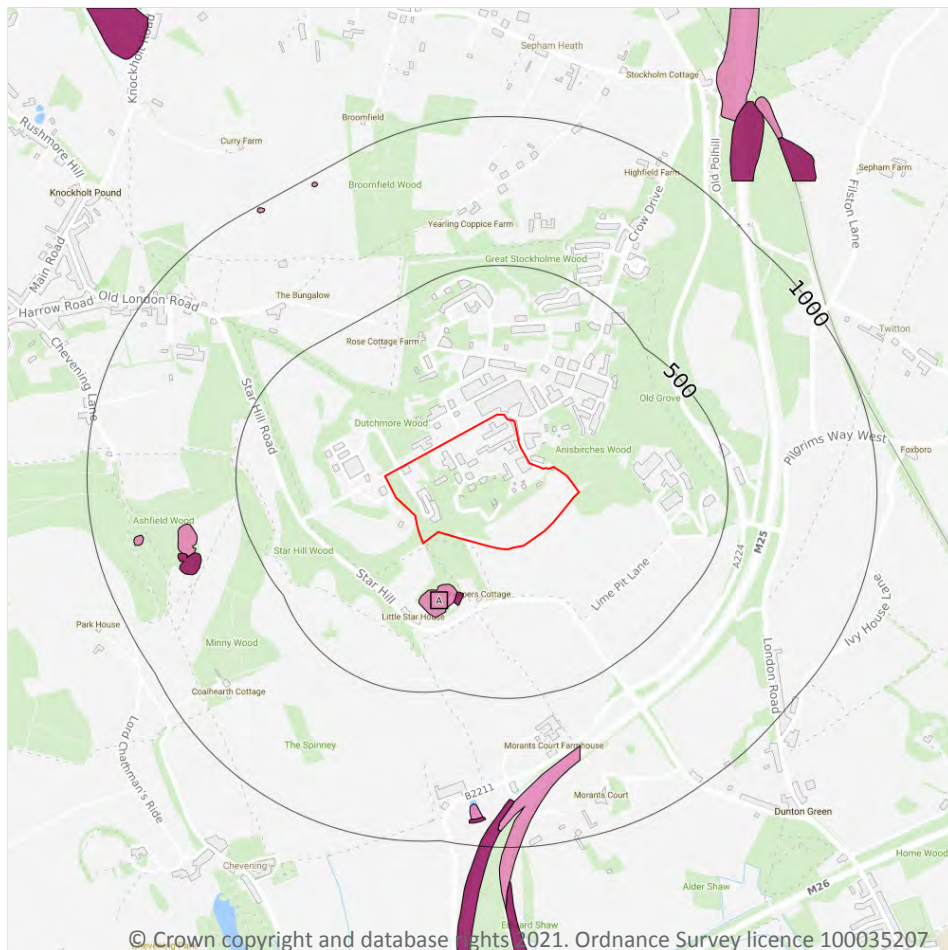 Knockholt Road
Sepham Heath
Stockholm Cottage
Broomfield
Rushmore Hill
Curry Farm
Old Polhill
Sepham Farm
Filston Lane
Highfield Farm
Knockholt Pound
Broomfield Wood
Crow Drive
Yearling Coppice Farm
Main Road
Great Stockholme Wood
1000
Harrow Road
Old London Road
The Bungalow
Twitton
Rose Cottage Farm
500
Chevening Lane
Star Hill Road
Old Grove
Dutchmore Wood
Pilgrims Way West
Anisbirches Wood
Foxboro
Ashfield Wood
A224
M25
Star Hill Wood
Star Hill
Lime Pit Lane
Ivy House Lane
A
pers Cottage
Little Star House
Park House
Minny Wood
London Road
Coalhearth Cottage
Lord Chatham's Ride
The Spinney
Morants Court Farmhouse
B2211
Morants Court
Dunton Green
Chevening
Home Wood
Alder Shaw
M26
© Crown copyright and database rights 2021. Ordnance Survey licence 100035207